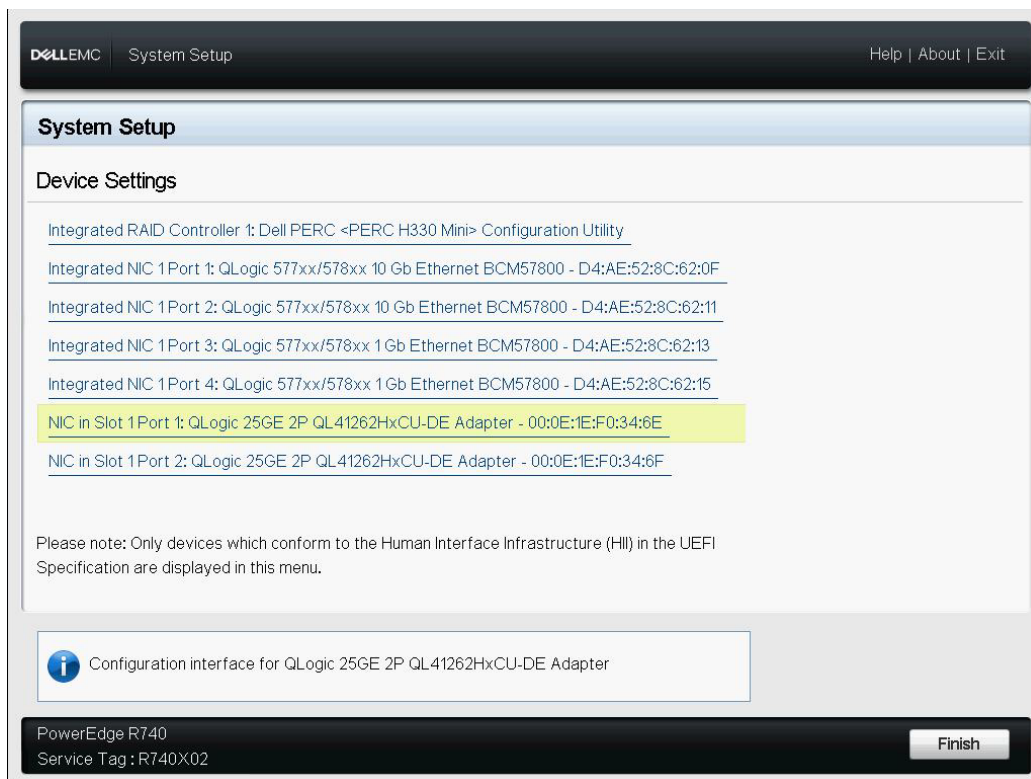 DELLEMC System Setup Help | About | Exit
System Setup
Device Settings
Integrated RAID Controller 1: Dell PERC <PERC H330 Mini> Configuration Utility
Integrated NIC 1 Port 1: QLogic 577xx/578xx 10 Gb Ethernet BCM57800 - D4:AE:52:8C:62:0F
Integrated NIC 1 Port 2: QLogic 577xx/578xx 10 Gb Ethernet BCM57800 - D4:AE:52:8C:62:11
Integrated NIC 1 Port 3: QLogic 577xx/578xx 1 Gb Ethernet BCM57800 - D4:AE:52:8C:62:13
Integrated NIC 1 Port 4: QLogic 577xx/578xx 1 Gb Ethernet BCM57800 - D4:AE:52:8C:62:15
NIC in Slot 1 Port 1: QLogic 25GE 2P QL41262HxCU-DE Adapter - 00:0E:1E:F0:34:6E
NIC in Slot 1 Port 2: QLogic 25GE 2P QL41262HxCU-DE Adapter - 00:0E:1E:F0:34:6F
Please note: Only devices which conform to the Human Interface Infrastructure (HII) in the UEFI
Specification are displayed in this menu.
Configuration interface for QLogic 25GE 2P QL41262HxCU-DE Adapter
PowerEdge R740
Service Tag : R740X02
Finish